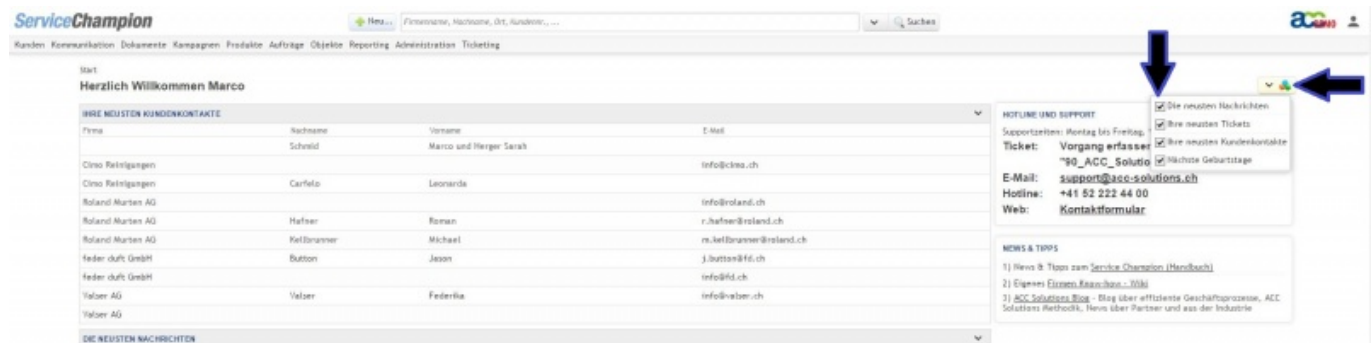 ServiceChampion
Neu... Firmenname, Nachname, Ort, Kundennr., ... Suchen
Kunden Kommunikation Dokumente Kampagnen Produkte Aufträge Objekte Reporting Administration Ticketing
Start
Herzlich Willkommen Marco
IHRE NEUSTEN KUNDENKONTAKTE
Firma Nachname Vorname E-Mail
Schmid Marco und Herger Sarah
Cimo Reinigungen info@cimo.ch
Cimo Reinigungen Carfelo Leonarda
Roland Murten AG info@roland.ch
Roland Murten AG Hafner Roman r.hafner@roland.ch
Roland Murten AG Kellbrunner Michael m.kellbrunner@roland.ch
feder duft GmbH Button Jason j.button@fd.ch
feder duft GmbH info@fd.ch
Valser AG Valser Federika info@valser.ch
Valser AG
DIE NEUSTEN NACHRICHTEN
Die neusten Nachrichten
Ihre neusten Tickets
Ihre neusten Kundenkontakte
Nächste Geburtstage
HOTLINE UND SUPPORT
Supportzeiten: Montag bis Freitag,
Ticket: Vorgang erfasse
"90_ACC_Solutio
E-Mail: support@acc-solutions.ch
Hotline: +41 52 222 44 00
Web: Kontaktformular
NEWS & TIPPS
1) News & Tipps zum Service Champion (Handbuch)
2) Eigenes Firmen Know-how - Wiki
3) ACC Solutions Blog - Blog über effiziente Geschäftsprozesse, ACC
Solutions Methodik, News über Partner und aus der Industrie